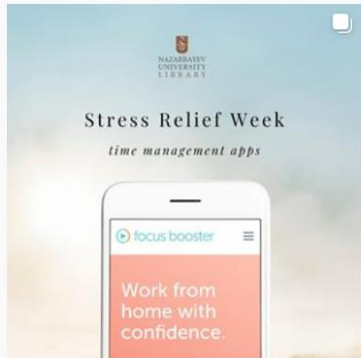 NAZARBAYEV
UNIVERSITY
LIBRARY
Stress Relief Week
time management apps
focus booster
Work from
home with
confidence.